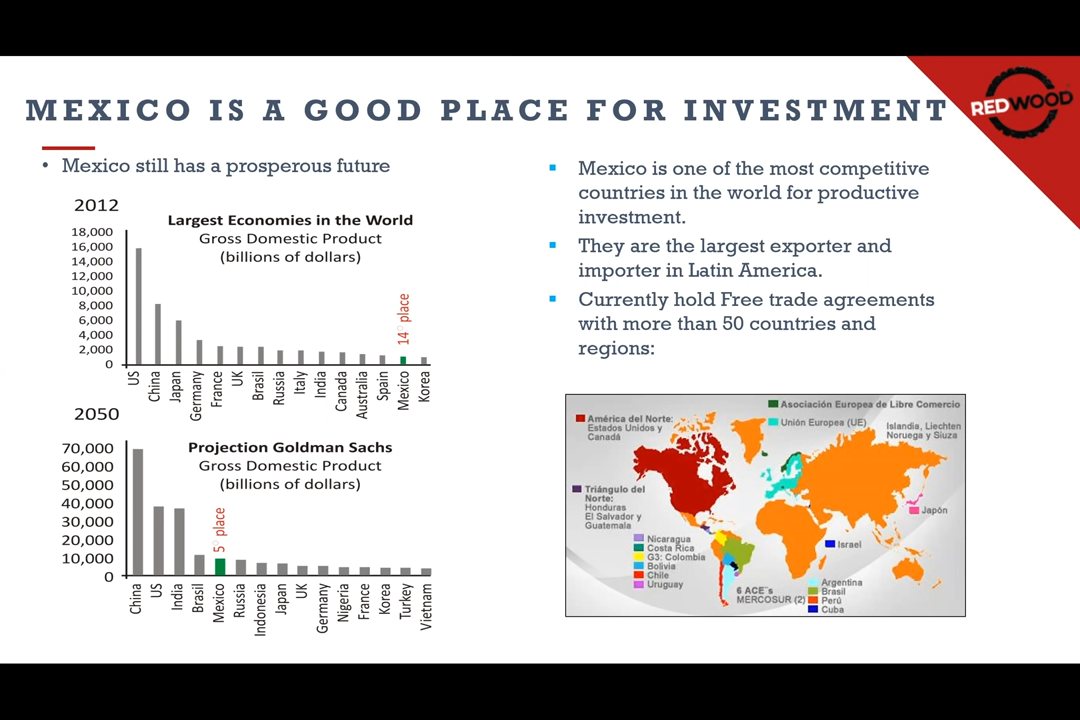 MEXICO IS A GOOD PLACE FOR INVESTMENT
REDWOOD
• Mexico still has a prosperous future
2012
Largest Economies in the World
Gross Domestic Product
(billions of dollars)
18,000
16,000
14,000
12,000
10,000
8,000
6,000
4,000
2,000
0
14° place
US
China
Japan
Germany
France
UK
Brasil
Russia
Italy
India
Canada
Australia
Spain
Mexico
Korea
2050
Projection Goldman Sachs
Gross Domestic Product
(billions of dollars)
70,000
60,000
50,000
40,000
30,000
20,000
10,000
0
5° place
China
US
India
Brasil
Mexico
Russia
Indonesia
Japan
UK
Germany
Nigeria
France
Korea
Turkey
Vietnam
▪ Mexico is one of the most competitive
countries in the world for productive
investment.
▪ They are the largest exporter and
importer in Latin America.
▪ Currently hold Free trade agreements
with more than 50 countries and
regions:
América del Norte:
Estados Unidos y
Canadá
Asociación Europea de Libre Comercio
Unión Europea (UE)
Islandia, Liechten
Noruega y Siuza
Triángulo del
Norte:
Honduras
El Salvador y
Guatemala
Japón
Nicaragua
Costa Rica
G3: Colombia
Bolivia
Chile
Uruguay
Israel
6 ACE¨s
MERCOSUR (2)
Argentina
Brasil
Perú
Cuba